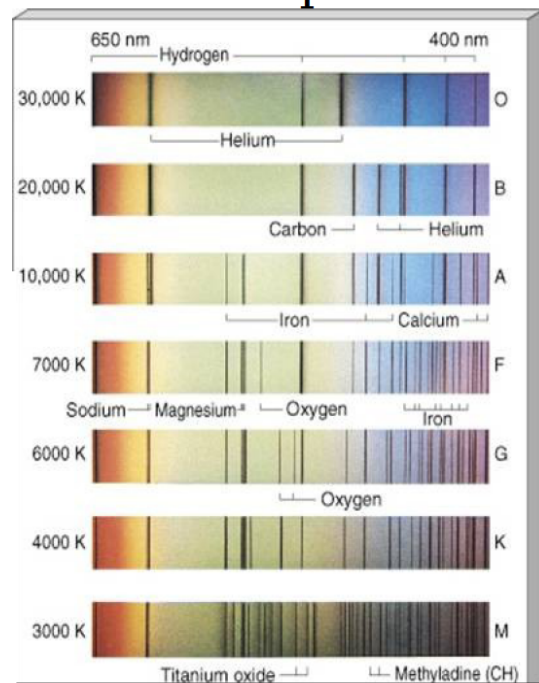 650 nm 400 nm
Hydrogen
30,000 K O
Helium
20,000 K B
Carbon Helium
10,000 K A
Iron Calcium
7000 K F
Sodium Magnesium Oxygen
Iron
6000 K G
Oxygen
4000 K K
3000 K M
Titanium oxide Methyladine (CH)